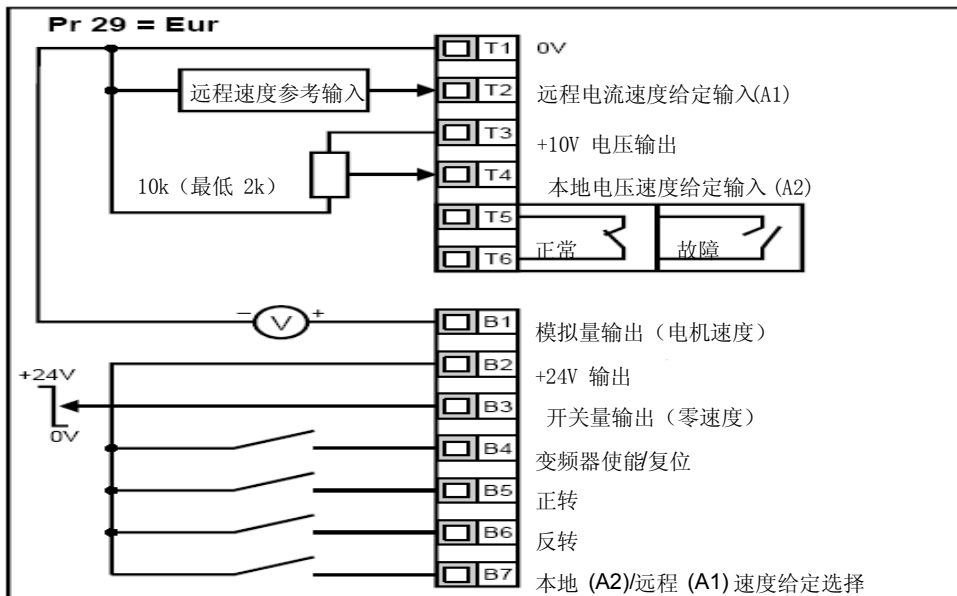 Pr 29 = Eur
T1 0V
远程速度参考输入 T2 远程电流速度给定输入(A1)
T3 +10V 电压输出
10k（最低 2k） T4 本地电压速度给定输入 (A2)
T5
正常 故障
T6
− V + B1 模拟量输出（电机速度）
B2 +24V 输出
+24V
B3 开关量输出（零速度）
0V
B4 变频器使能/复位
B5 正转
B6 反转
B7 本地 (A2)/远程 (A1) 速度给定选择